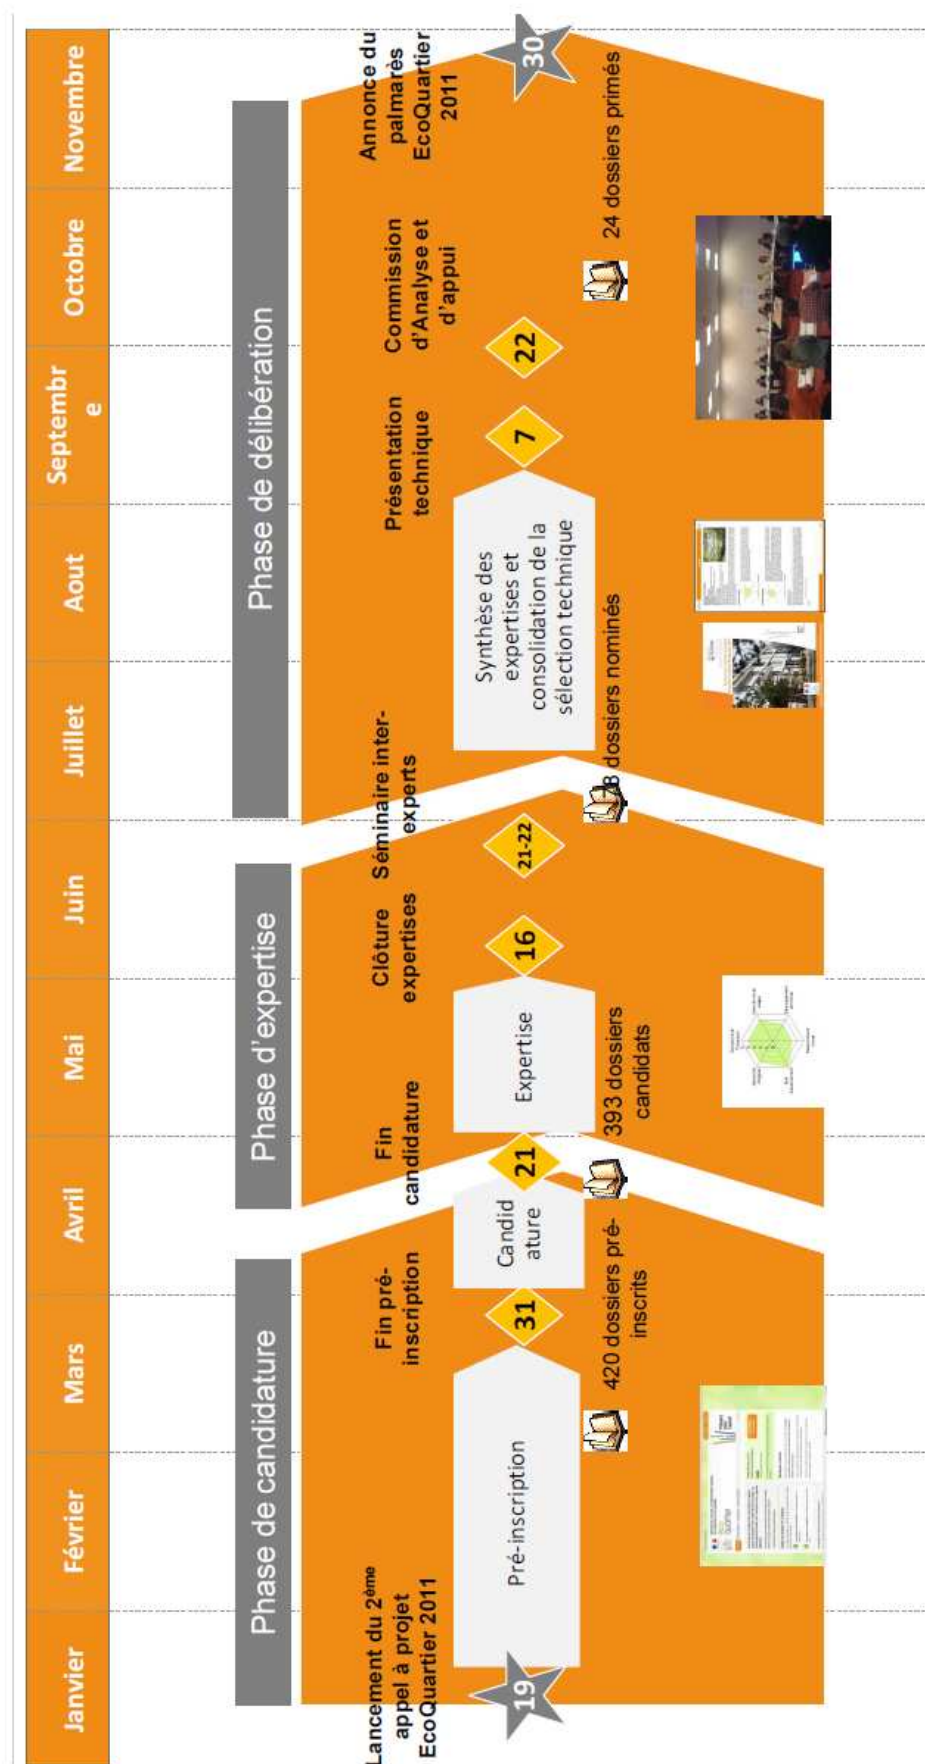 Janvier
Février
Mars
Avril
Mai
Juin
Juillet
Aout
Septembr
e
Octobre
Novembre
Phase de candidature
Phase d'expertise
Phase de délibération
Lancement du 2ème
appel à projet
EcoQuartier 2011
Fin pré-
inscription
Fin
candidature
Clôture
expertises
Séminaire inter-
experts
Présentation
technique
Commission
d'Analyse et
d'appui
Annonce du
palmarès
EcoQuartier
2011
19
Pré-inscription
31
Candid
ature
21
Expertise
16
21-22
Synthèse des
expertises et
consolidation de la
sélection technique
7
22
30
420 dossiers pré-
inscrits
393 dossiers
candidats
dossiers nominés
24 dossiers primés